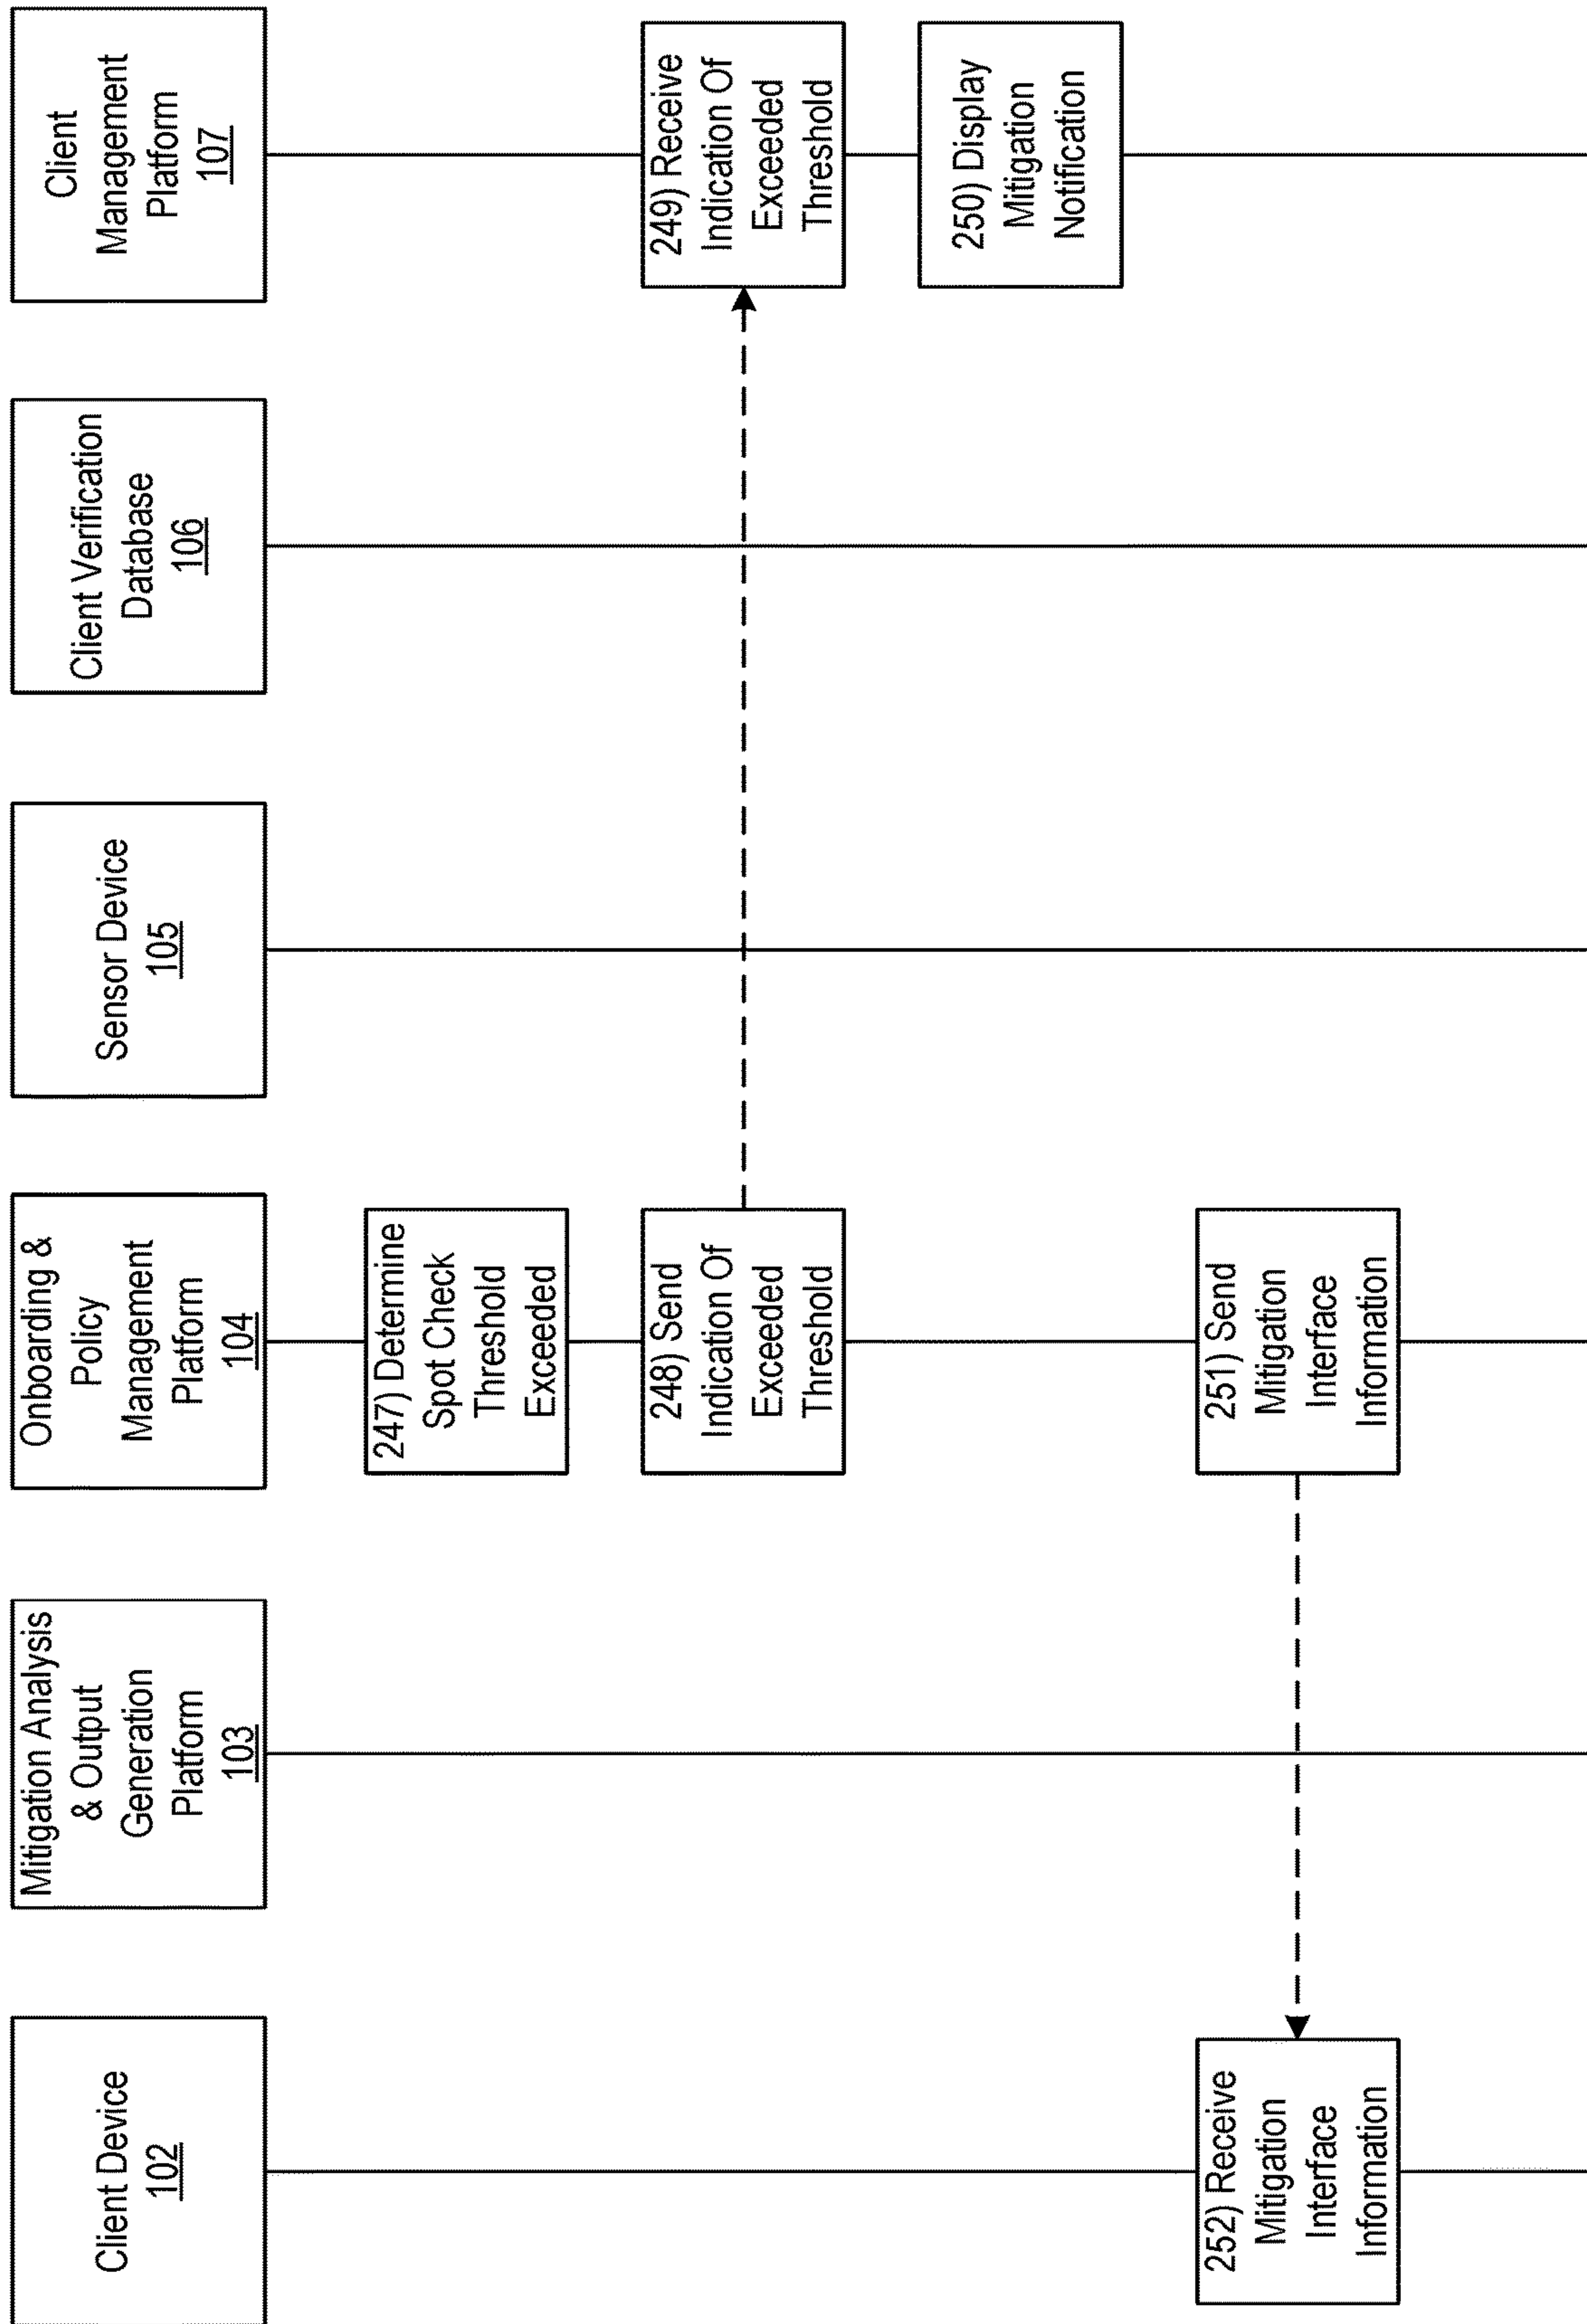 Client Device
102
Mitigation Analysis
& Output
Generation
Platform
103
Onboarding &
Policy
Management
Platform
104
Sensor Device
105
Client Verification
Database
106
Client
Management
Platform
107
247) Determine
Spot Check
Threshold
Exceeded
248) Send
Indication Of
Exceeded
Threshold
249) Receive
Indication Of
Exceeded
Threshold
250) Display
Mitigation
Notification
251) Send
Mitigation
Interface
Information
252) Receive
Mitigation
Interface
Information